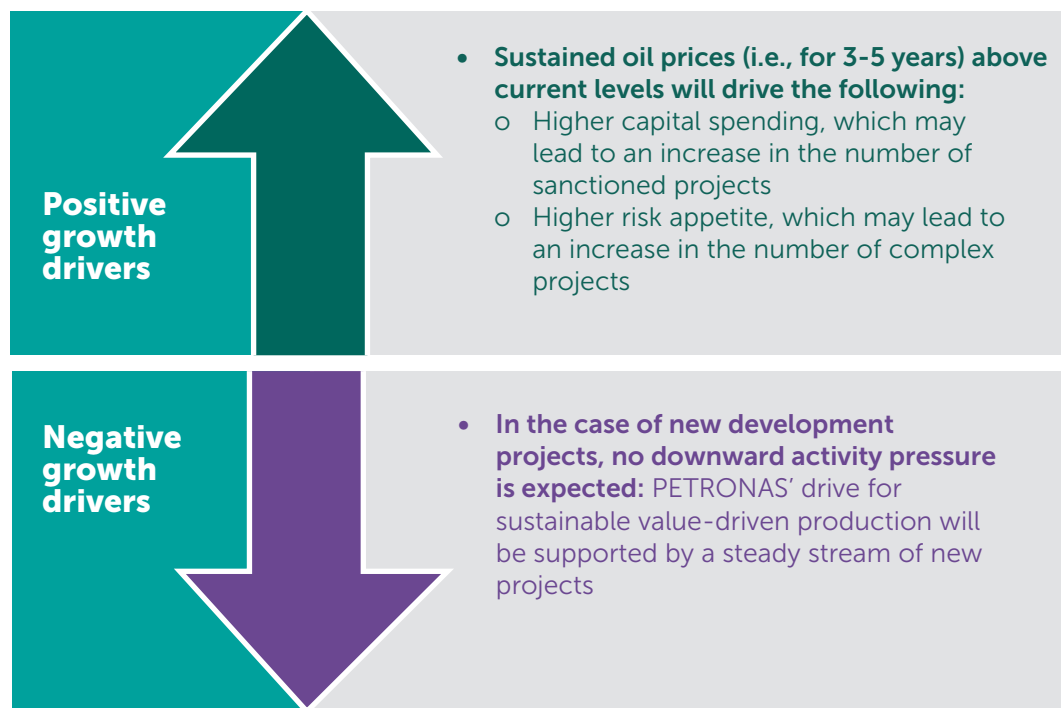 Positive
growth
drivers
• Sustained oil prices (i.e., for 3-5 years) above
current levels will drive the following:
o Higher capital spending, which may
lead to an increase in the number of
sanctioned projects
o Higher risk appetite, which may lead to
an increase in the number of complex
projects
Negative
growth
drivers
• In the case of new development
projects, no downward activity pressure
is expected: PETRONAS’ drive for
sustainable value-driven production will
be supported by a steady stream of new
projects